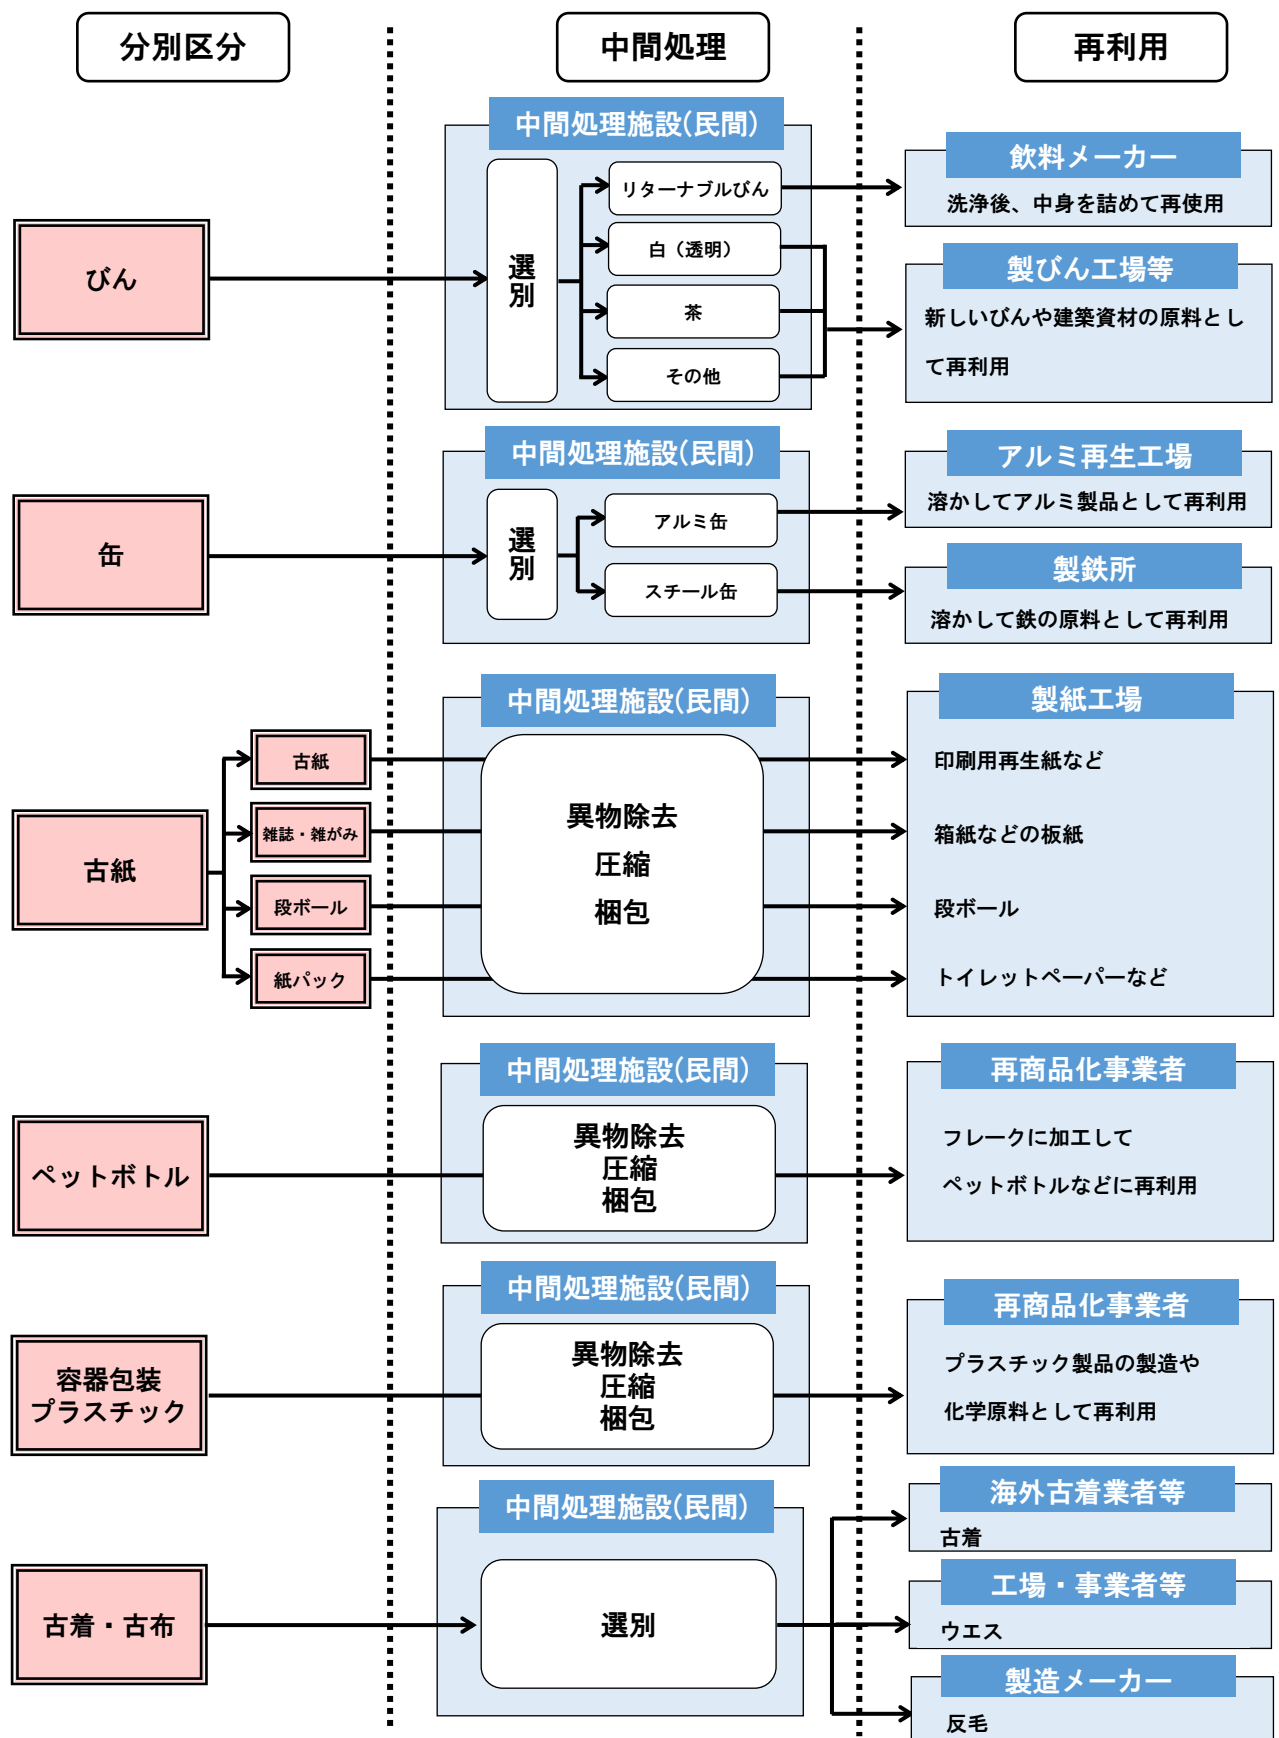 分別区分
中間処理
再利用
びん
中間処理施設(民間)
選別
リターナブルびん
白（透明）
茶
その他
飲料メーカー
洗浄後、中身を詰めて再使用
製びん工場等
新しいびんや建築資材の原料とし
て再利用
缶
中間処理施設(民間)
選別
アルミ缶
スチール缶
アルミ再生工場
溶かしてアルミ製品として再利用
製鉄所
溶かして鉄の原料として再利用
古紙
古紙
雑誌・雑がみ
段ボール
紙パック
中間処理施設(民間)
異物除去
圧縮
梱包
製紙工場
印刷用再生紙など
箱紙などの板紙
段ボール
トイレットペーパーなど
ペットボトル
中間処理施設(民間)
異物除去
圧縮
梱包
再商品化事業者
フレークに加工して
ペットボトルなどに再利用
容器包装
プラスチック
中間処理施設(民間)
異物除去
圧縮
梱包
再商品化事業者
プラスチック製品の製造や
化学原料として再利用
古着・古布
中間処理施設(民間)
選別
海外古着業者等
古着
工場・事業者等
ウエス
製造メーカー
反毛